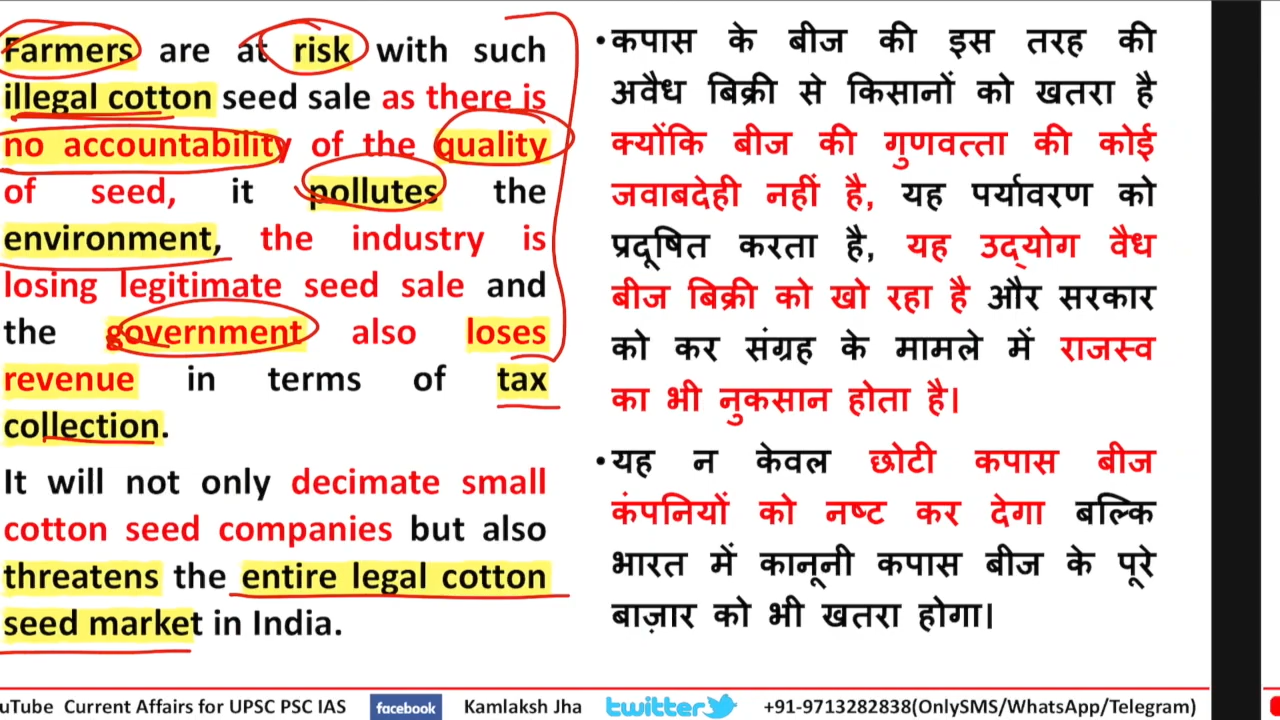 Farmers are at risk with such
illegal cotton seed sale as there is
no accountability of the quality
of seed, it pollutes the
environment, the industry is
losing legitimate seed sale and
the government also loses
revenue in terms of tax
collection.
It will not only decimate small
cotton seed companies but also
threatens the entire legal cotton
seed market in India.
•कपास के बीज की इस तरह की
अवैध बिक्री से किसानों को खतरा है
क्योंकि बीज की गुणवत्ता की कोई
जवाबदेही नहीं है, यह पर्यावरण को
प्रदूषित करता है, यह उद्योग वैध
बीज बिक्री को खो रहा है और सरकार
को कर संग्रह के मामले में राजस्व
का भी नुकसान होता है।
•यह न केवल छोटी कपास बीज
कंपनियों को नष्ट कर देगा बल्कि
भारत में कानूनी कपास बीज के पूरे
बाज़ार को भी खतरा होगा।
uTube Current Affairs for UPSC PSC IAS facebook Kamlaksh Jha twitter +91-9713282838(OnlySMS/WhatsApp/Telegram)